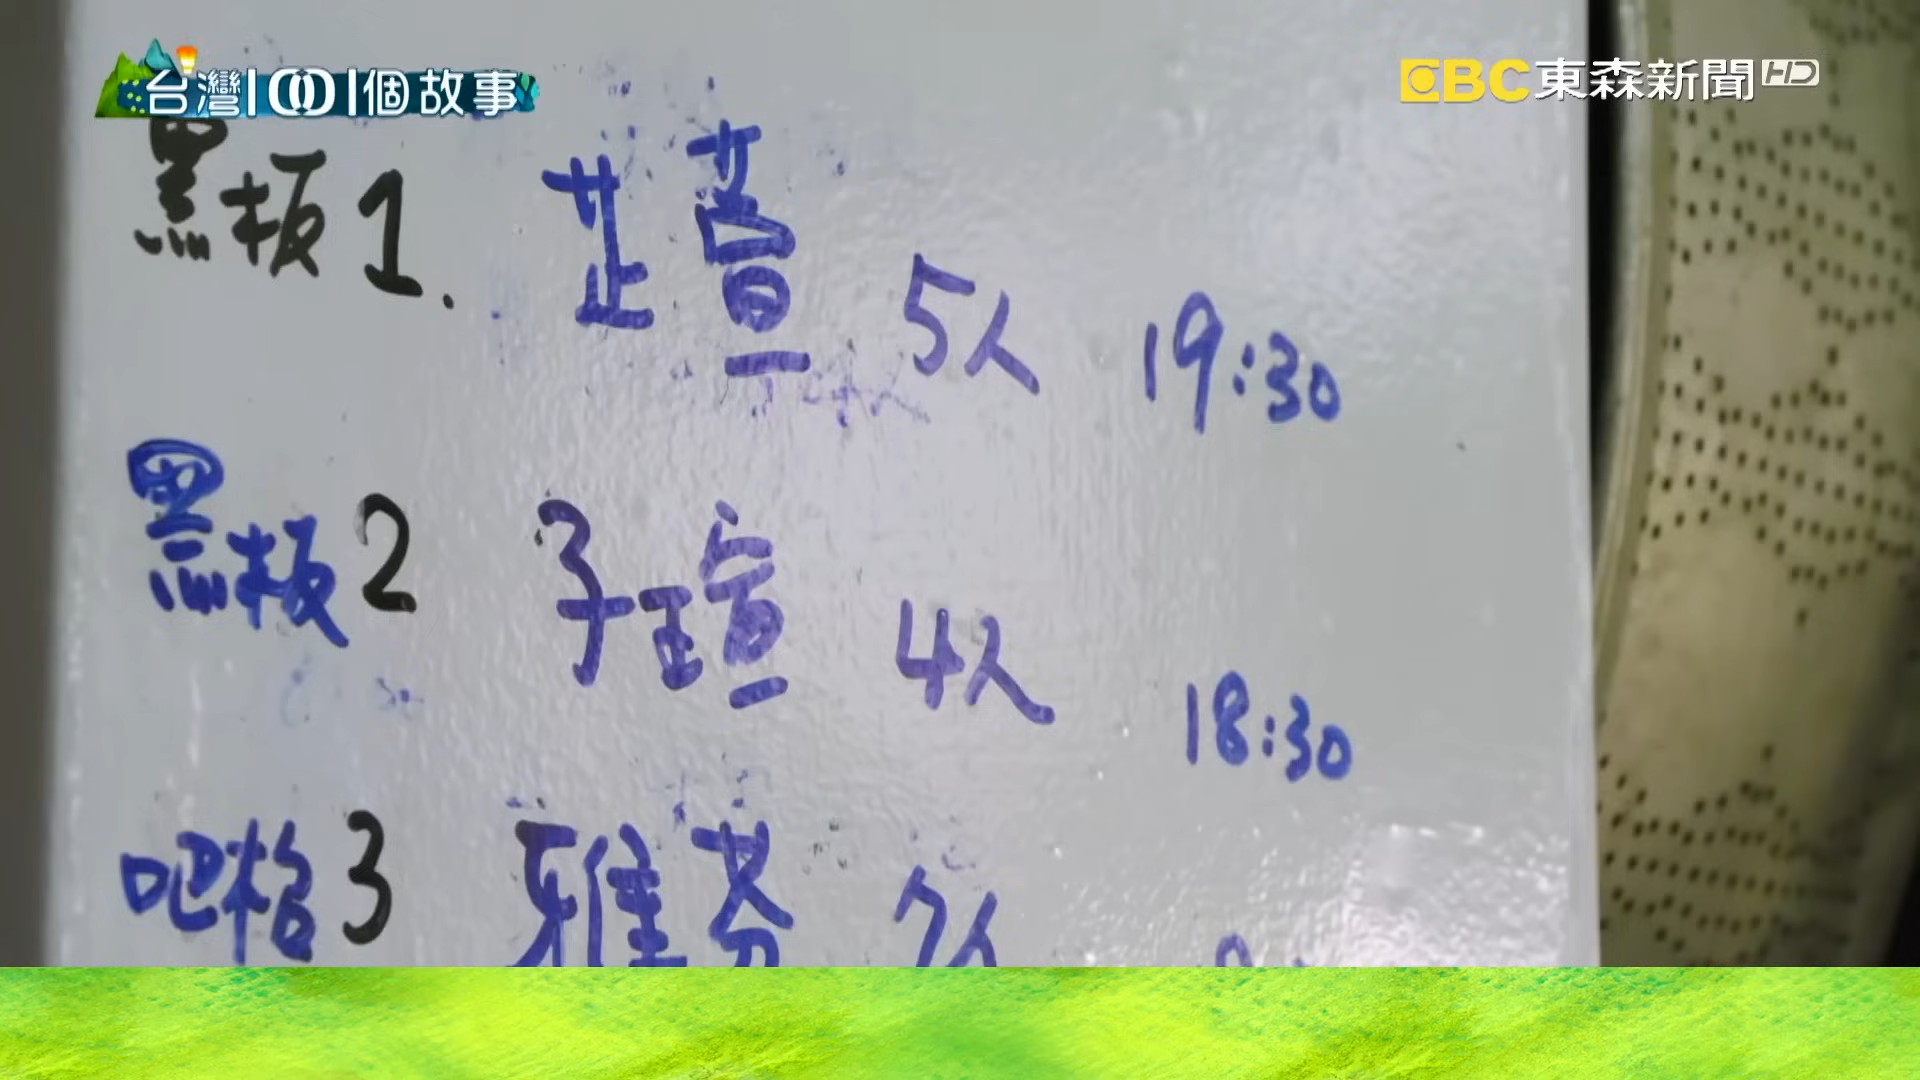 台灣1001個故事
EBC東森新聞HD
黑板1. 芷萱 5人 19:30
黑板2 子瑄 4人 18:30
吧檯3 雅芬